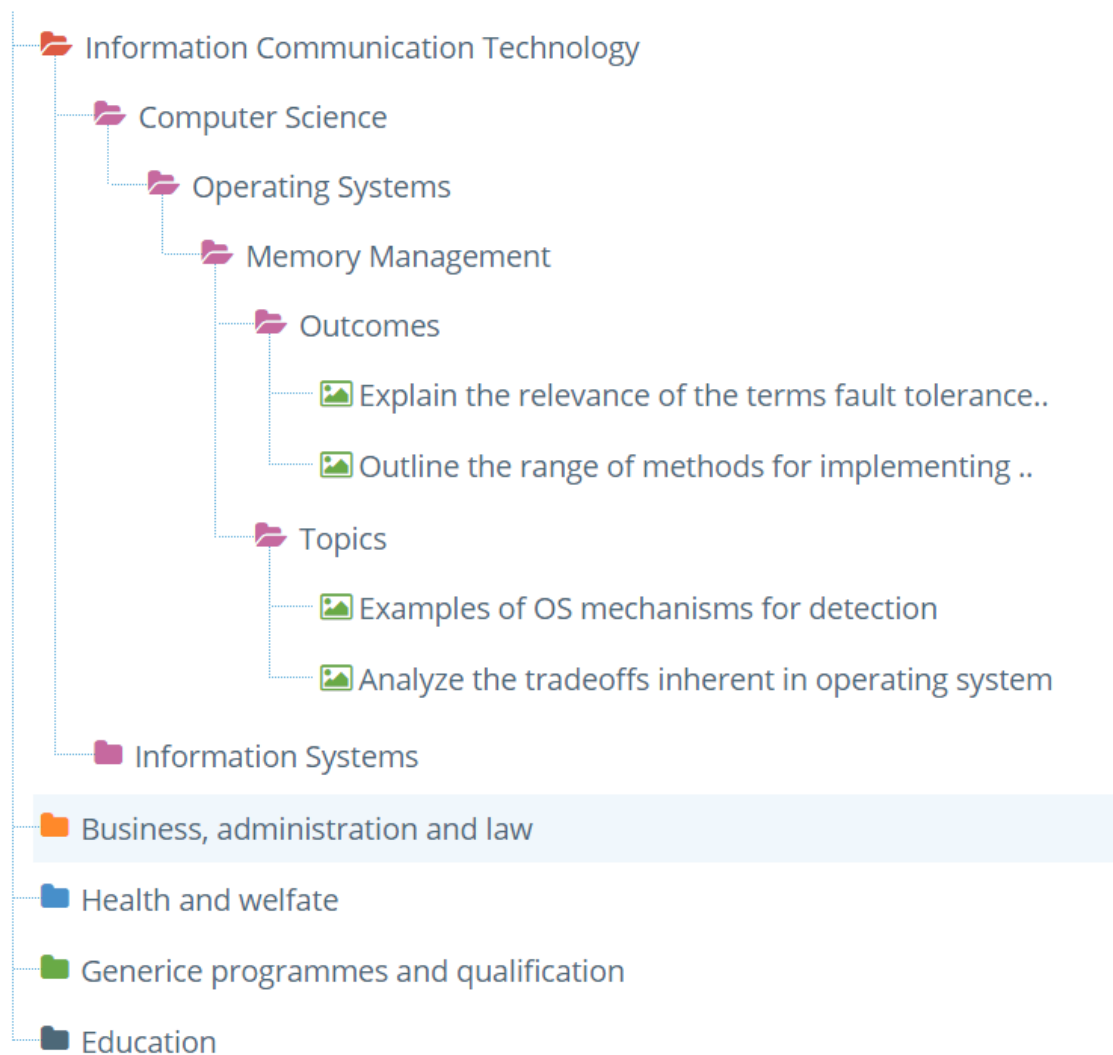 Information Communication Technology
Computer Science
Operating Systems
Memory Management
Outcomes
Explain the relevance of the terms fault tolerance..
Outline the range of methods for implementing ..
Topics
Examples of OS mechanisms for detection
Analyze the tradeoffs inherent in operating system
Information Systems
Business, administration and law
Health and welfate
Generice programmes and qualification
Education